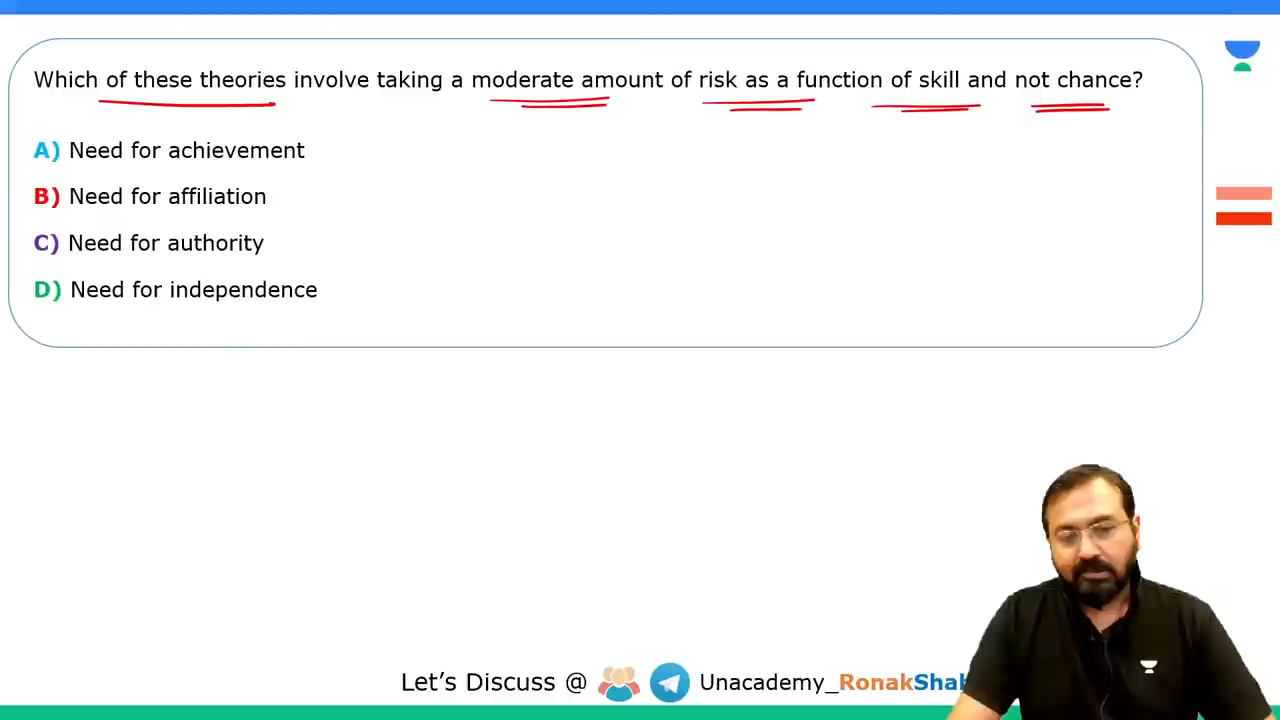 Which of these theories involve taking a moderate amount of risk as a function of skill and not chance?
A) Need for achievement
B) Need for affiliation
C) Need for authority
D) Need for independence
Let’s Discuss @ Unacademy_RonakShah